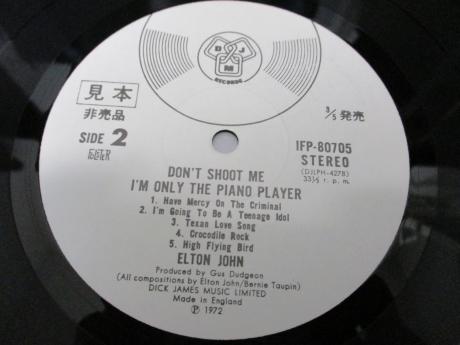 D J M
RECORDS
見本
非売品
3/5 発売
SIDE 2
IFP-80705
STEREO
(DJLPH-427B)
33⅓ r. p. m.
DON'T SHOOT ME
I'M ONLY THE PIANO PLAYER
1. Have Mercy On The Criminal
2. I'm Going To Be A Teenage Idol
3. Texan Love Song
4. Crocodile Rock
5. High Flying Bird
ELTON JOHN
Produced by Gus Dudgeon
(All compositions by Elton John/Bernie Taupin)
DICK JAMES MUSIC LIMITED
Made in England
Ⓟ 1972